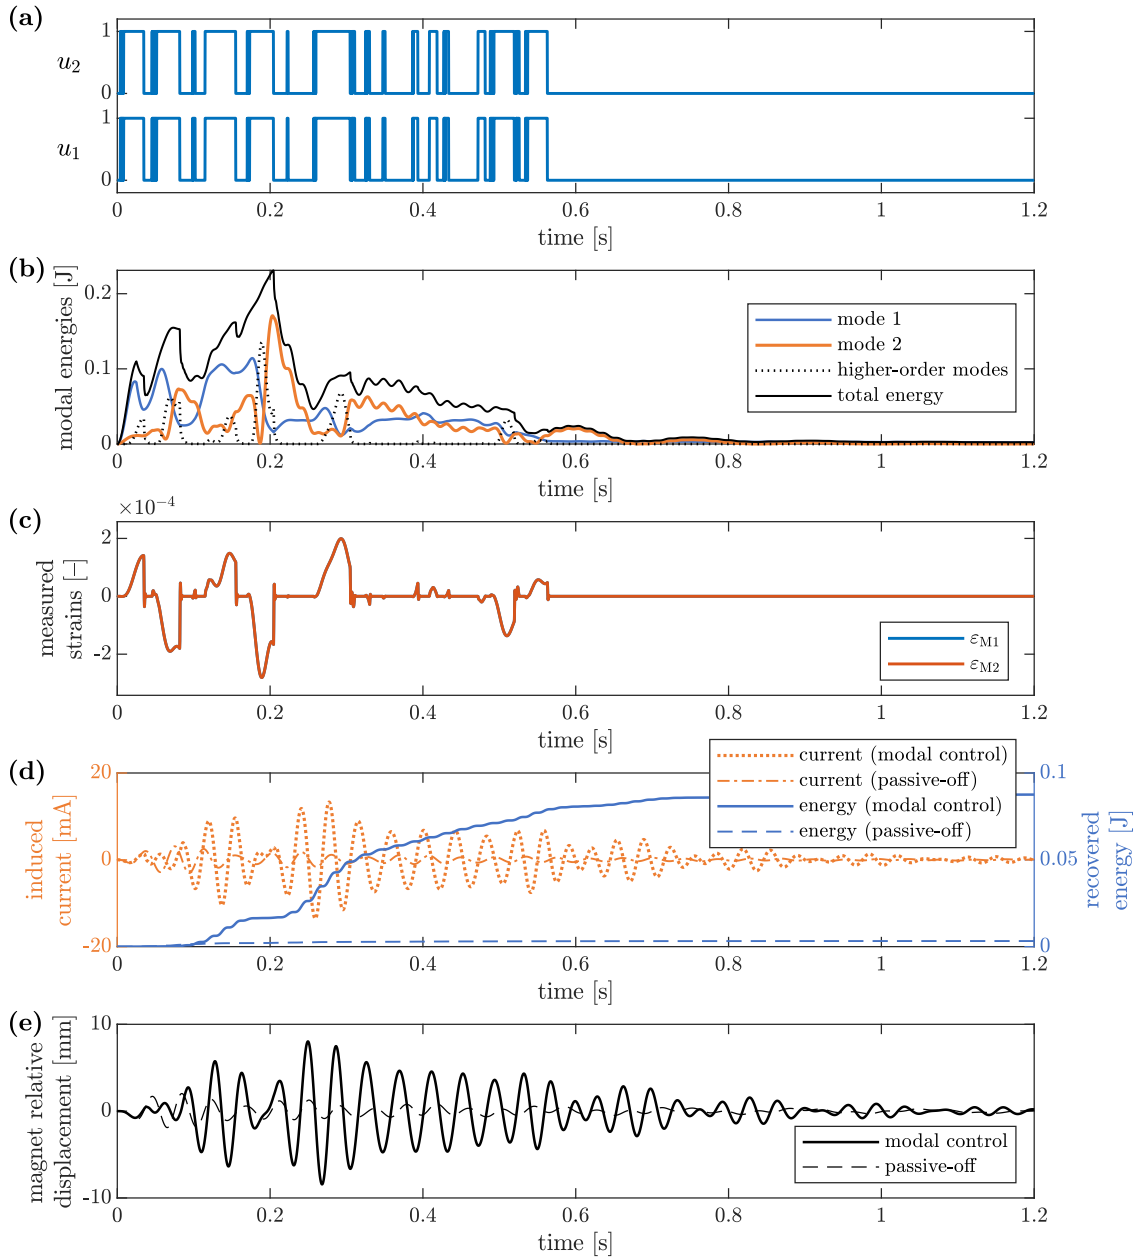 (a)
1
u2
0
1
u1
0
0 0.2 0.4 0.6 0.8 1 1.2
time [s]
(b)
modal energies [J]
0.2
0.1
0
mode 1
mode 2
higher-order modes
total energy
0 0.2 0.4 0.6 0.8 1 1.2
time [s]
(c)
×10⁻⁴
measured
strains [−]
2
0
-2
εM1
εM2
0 0.2 0.4 0.6 0.8 1 1.2
time [s]
(d)
induced
current [mA]
20
0
-20
current (modal control)
current (passive-off)
energy (modal control)
energy (passive-off)
0.1
0.05
0
recovered
energy [J]
0 0.2 0.4 0.6 0.8 1 1.2
time [s]
(e)
magnet relative
displacement [mm]
10
0
-10
modal control
passive-off
0 0.2 0.4 0.6 0.8 1 1.2
time [s]